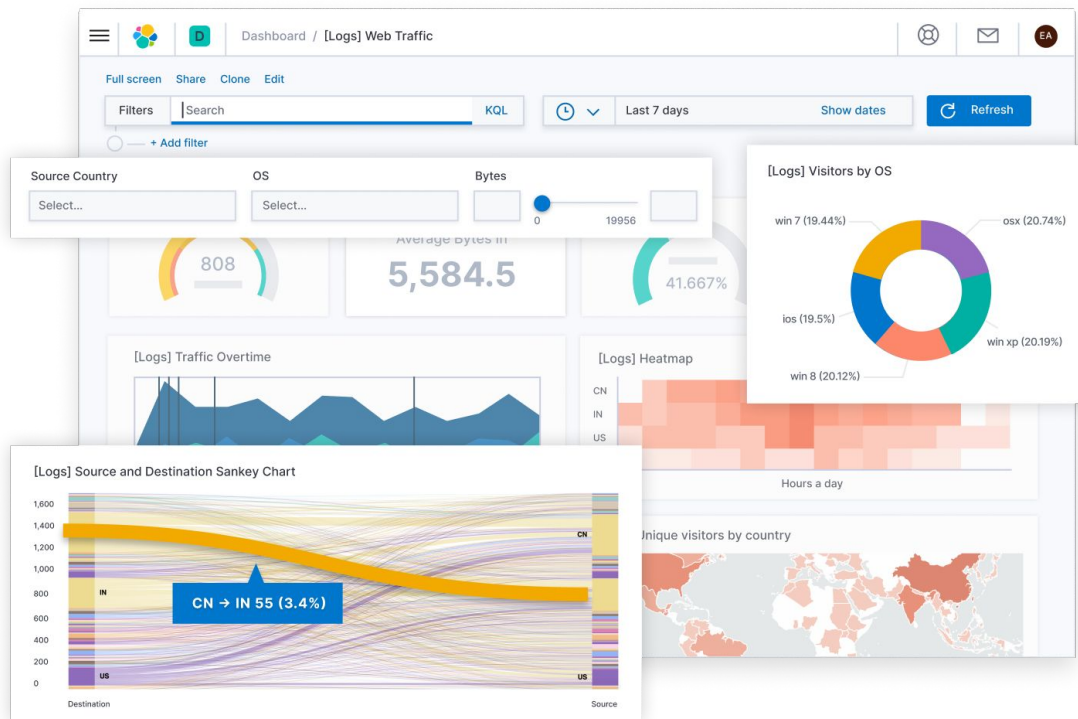 D
Dashboard / [Logs] Web Traffic
EA
Full screen Share Clone Edit
Filters Search KQL
Last 7 days Show dates
Refresh
+ Add filter
Source Country OS Bytes
Select... Select...
0 19956
808
Average Bytes In
5,584.5
41.667%
[Logs] Visitors by OS
win 7 (19.44%)
osx (20.74%)
ios (19.5%)
win xp (20.19%)
win 8 (20.12%)
[Logs] Traffic Overtime
[Logs] Heatmap
CN
IN
US
Hours a day
[Logs] Source and Destination Sankey Chart
1,600
1,400
1,200
1,000
800
600
400
200
0
CN
IN
CN → IN 55 (3.4%)
US
US
Destination Source
Unique visitors by country